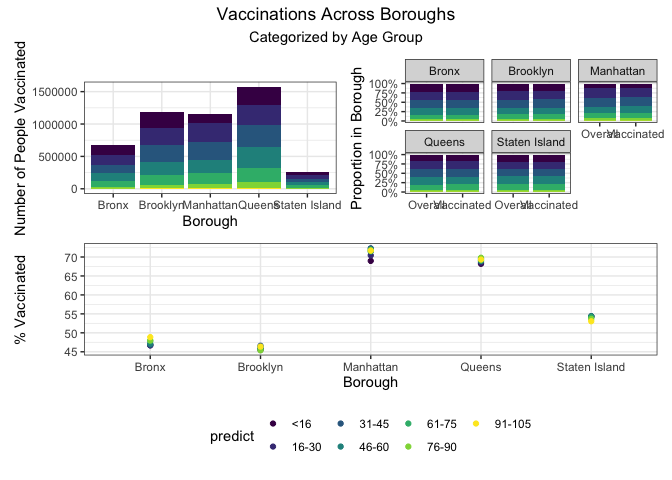 Vaccinations Across Boroughs
Categorized by Age Group
Number of People Vaccinated
1500000
1000000
500000
0
Bronx Brooklyn Manhattan Queens Staten Island
Borough
Proportion in Borough
Bronx Brooklyn Manhattan
100%
75%
50%
25%
0%
Overall Vaccinated
Queens Staten Island
100%
75%
50%
25%
0%
Overall Vaccinated Overall Vaccinated
% Vaccinated
70
65
60
55
50
45
Bronx Brooklyn Manhattan Queens Staten Island
Borough
predict
<16 31-45 61-75 91-105
16-30 46-60 76-90